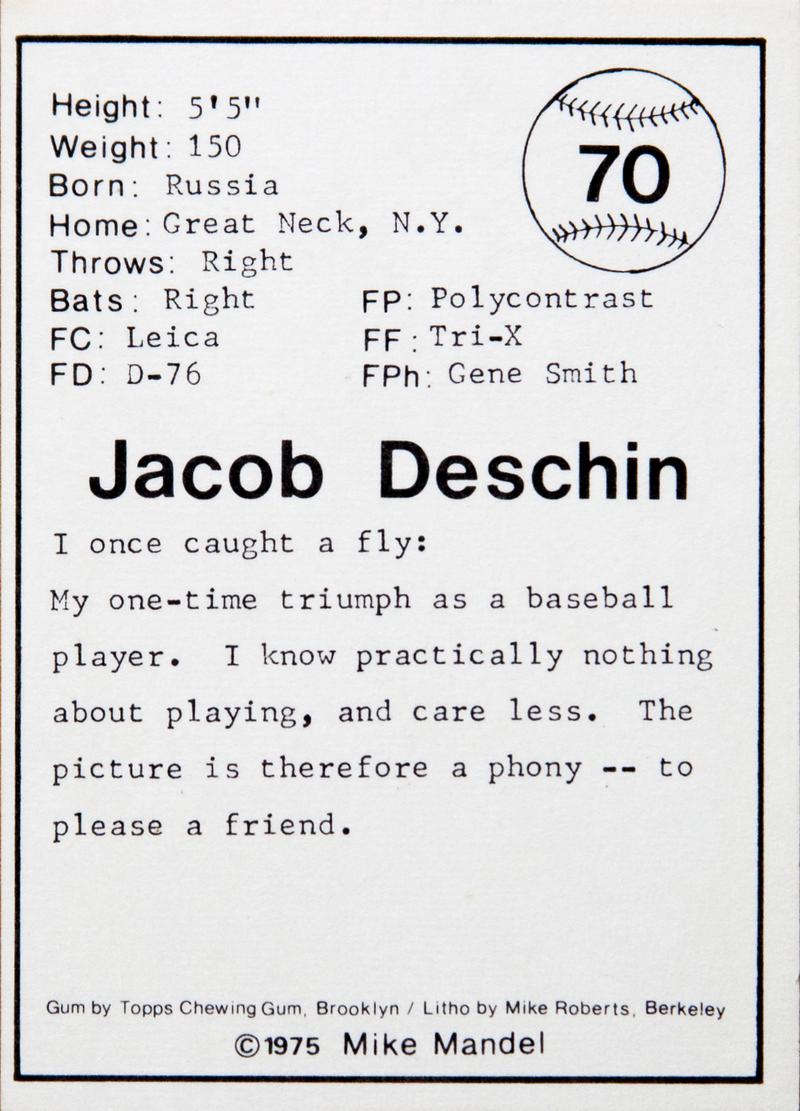 Height: 5'5"
70
Weight: 150
Born: Russia
Home: Great Neck, N.Y.
Throws: Right
Bats: Right FP: Polycontrast
FC: Leica FF: Tri-X
FD: D-76 FPh: Gene Smith
Jacob Deschin
I once caught a fly:
My one-time triumph as a baseball
player. I know practically nothing
about playing, and care less. The
picture is therefore a phony -- to
please a friend.
Gum by Topps Chewing Gum, Brooklyn / Litho by Mike Roberts, Berkeley
©1975 Mike Mandel